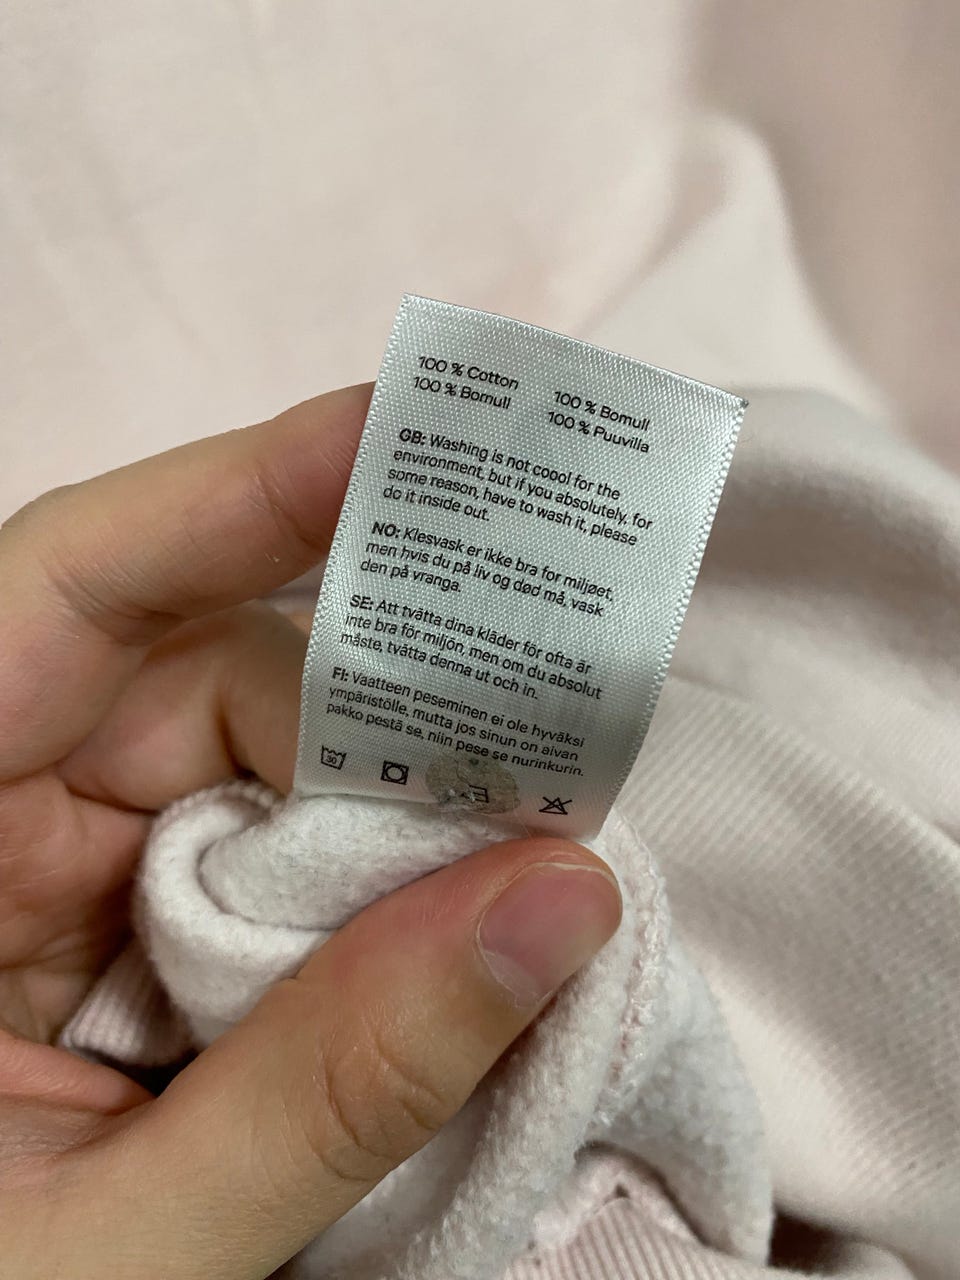 100 % Cotton
100 % Bomull
100 % Bomull
100 % Puuvilla
GB: Washing is not coool for the
environment, but if you absolutely, for
some reason, have to wash it, please
do it inside out.
NO: Klesvask er ikke bra for miljøet,
men hvis du på liv og død må, vask
den på vranga.
SE: Att tvätta dina kläder för ofta är
inte bra för miljön, men om du absolut
måste, tvätta denna ut och in.
FI: Vaatteen peseminen ei ole hyväksi
ympäristölle, mutta jos sinun on aivan
pakko pestä se, niin pese se nurinkurin.
30